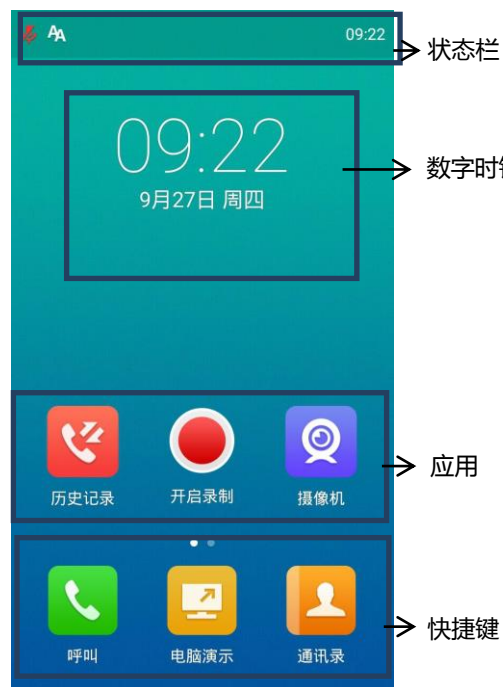 AA 09:22
状态栏
09:22
数字时钟
9月27日 周四
历史记录 开启录制 摄像机
应用
呼叫 电脑演示 通讯录
快捷键